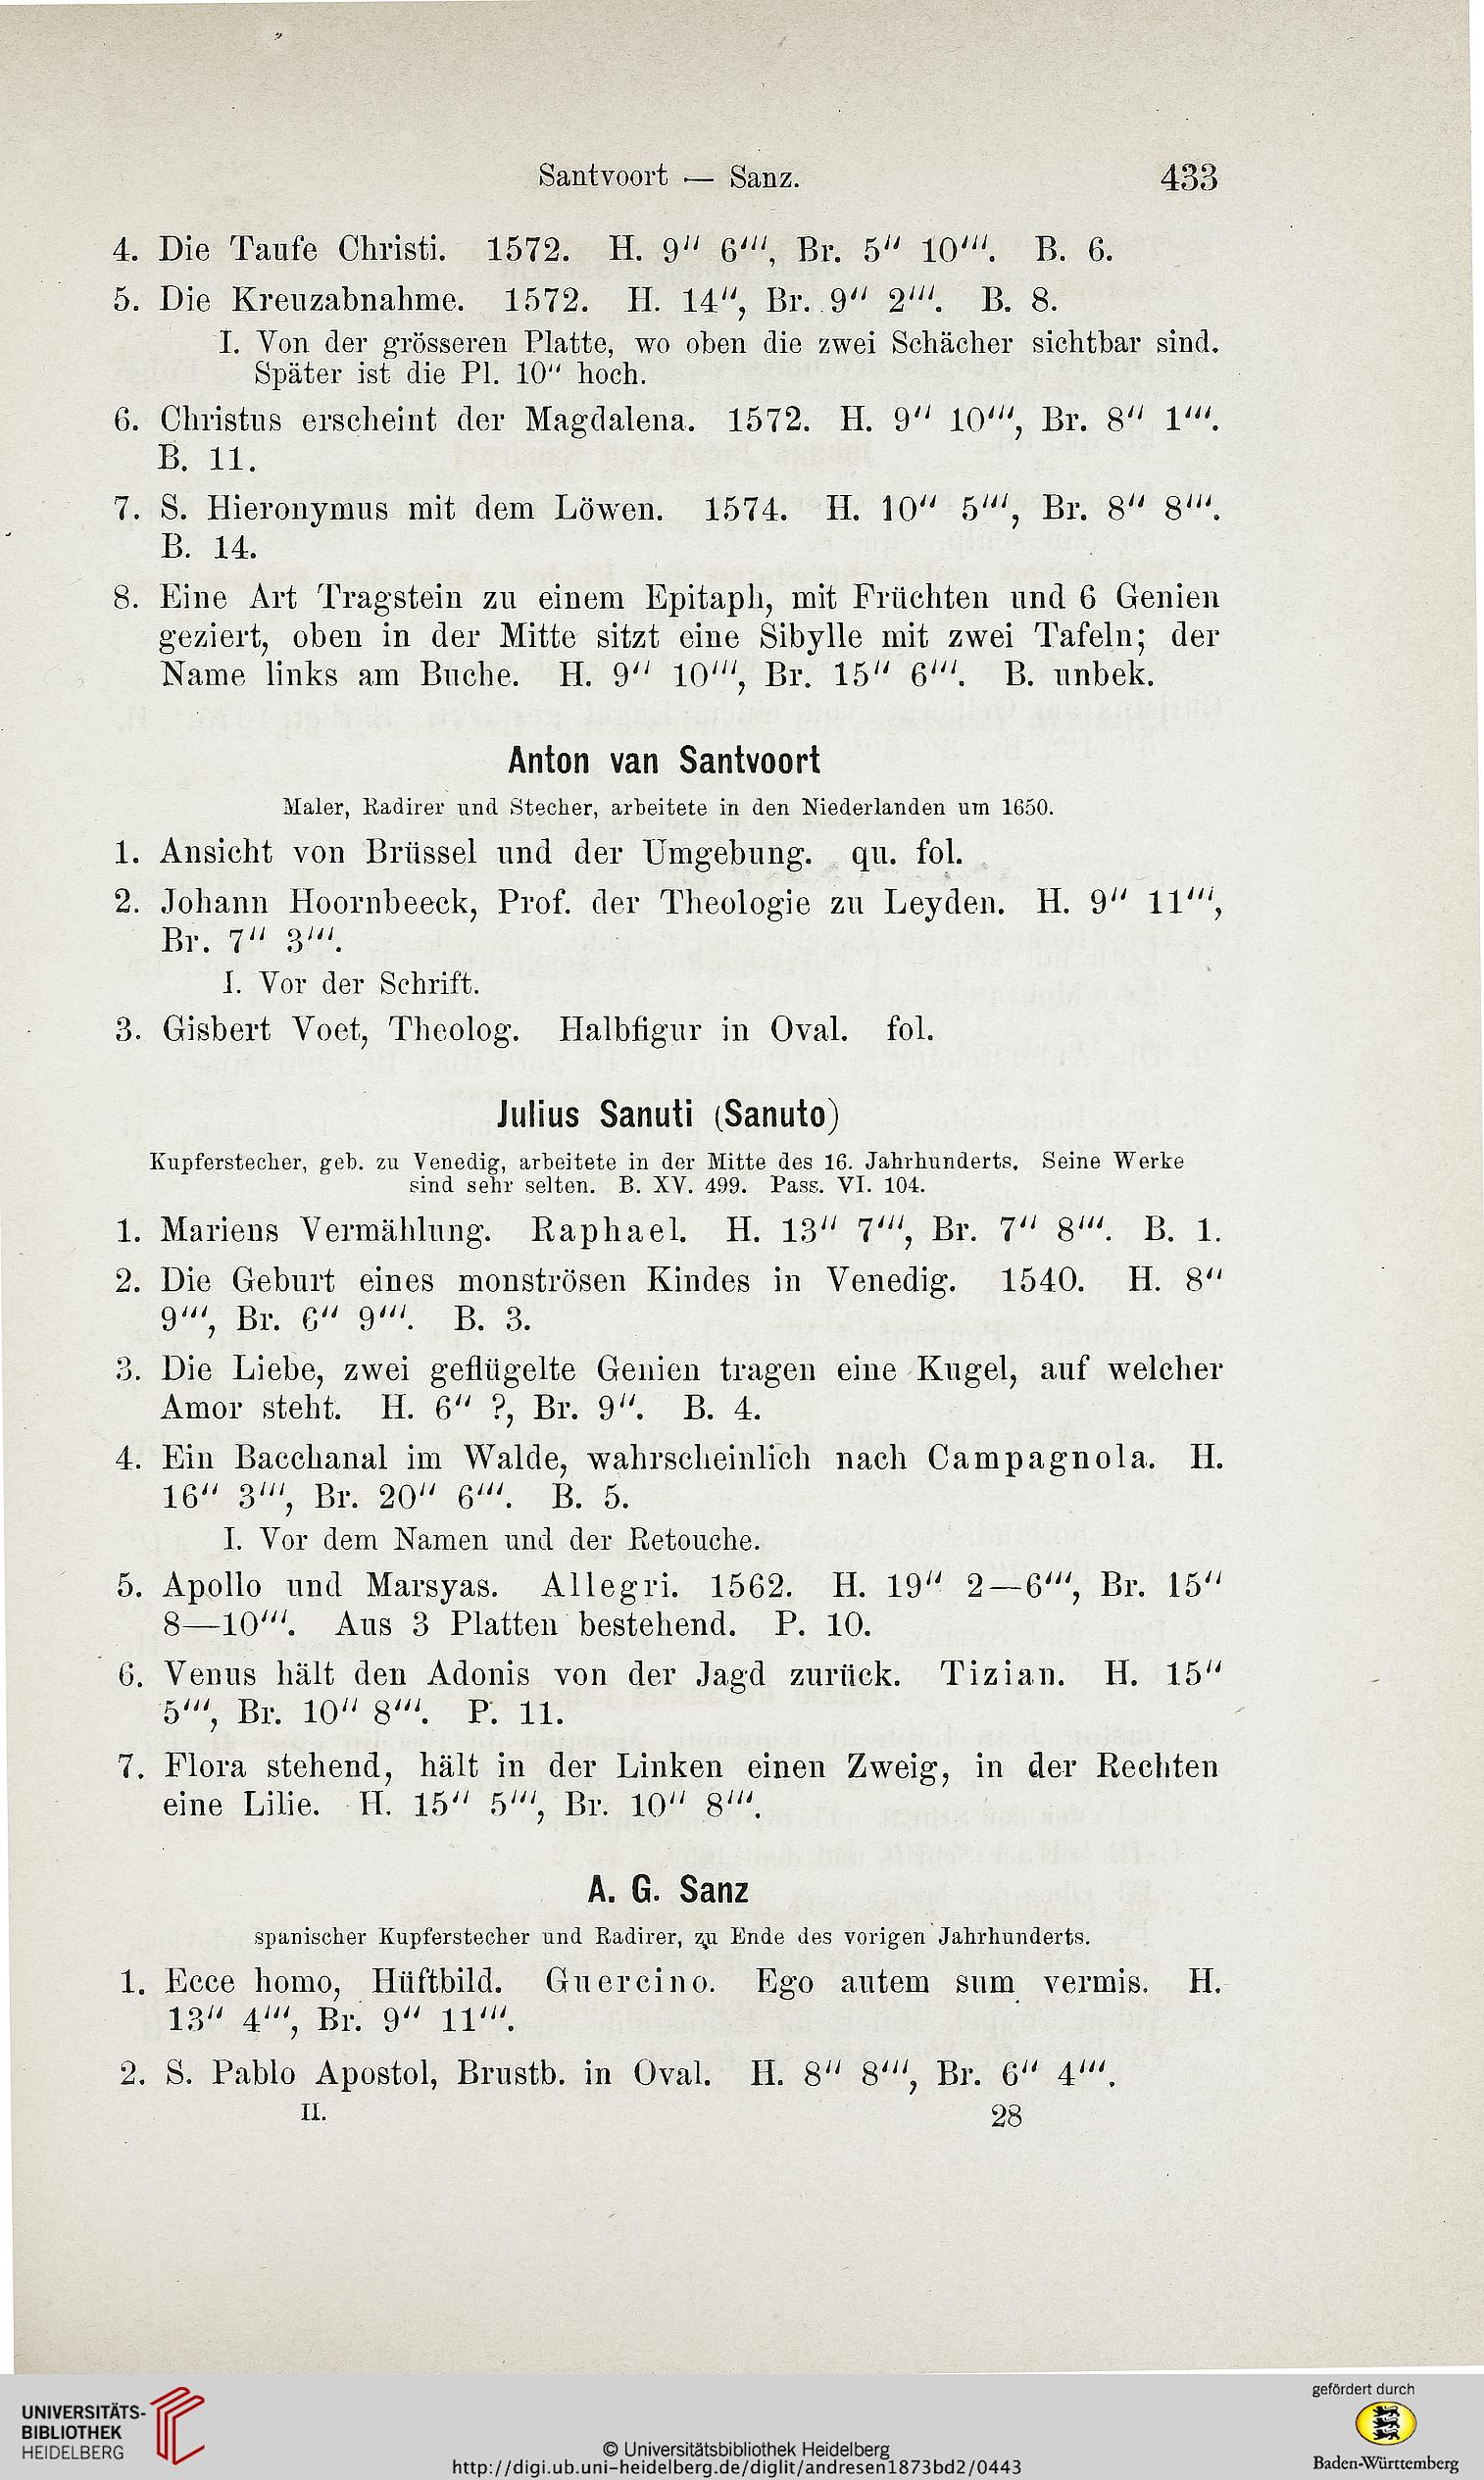 Santvoort — Sanz. 433
4. Die Taufe Christi. 1572. H. 9" 6"', Br. 5" 10"'. B. 6.
5. Die Kreuzabnahme. 1572. H. 14", Br. 9" 2"'. B. 8.
I. Von der grösseren Platte, wo oben die zwei Schächer sichtbar sind.
Später ist die Pl. 10" hoch.
6. Christus erscheint der Magdalena. 1572. H. 9" 10"', Br. 8" 1"'.
B. 11.
7. S. Hieronymus mit dem Löwen. 1574. H. 10" 5"', Br. 8" 8"'.
B. 14.
8. Eine Art Tragstein zu einem Epitaph, mit Früchten und 6 Genien
geziert, oben in der Mitte sitzt eine Sibylle mit zwei Tafeln; der
Name links am Buche. H. 9" 10"', Br. 15" 6"'. B. unbek.
Anton van Santvoort
Maler, Radirer und Stecher, arbeitete in den Niederlanden um 1650.
1. Ansicht von Brüssel und der Umgebung. qu. fol.
2. Johann Hoornbeeck, Prof. der Theologie zu Leyden. H. 9" 11"',
Br. 7" 3"'.
I. Vor der Schrift.
3. Gisbert Voet, Theolog. Halbfigur in Oval. fol.
Julius Sanuti (Sanuto)
Kupferstecher, geb. zu Venedig, arbeitete in der Mitte des 16. Jahrhunderts. Seine Werke
sind sehr selten. B. XV. 499. Pass. VI. 104.
1. Mariens Vermählung. Raphael. H. 13" 7"', Br. 7" 8"'. B. 1.
2. Die Geburt eines monströsen Kindes in Venedig. 1540. H. 8"
9"', Br. 6" 9"'. B. 3.
3. Die Liebe, zwei geflügelte Genien tragen eine Kugel, auf welcher
Amor steht. H. 6" ?, Br. 9". B. 4.
4. Ein Bacchanal im Walde, wahrscheinlich nach Campagnola. H.
16" 3"', Br. 20" 6"'. B. 5.
I. Vor dem Namen und der Retouche.
5. Apollo und Marsyas. Allegri. 1562. H. 19" 2—6"', Br. 15"
8—10"'. Aus 3 Platten bestehend. P. 10.
6. Venus hält den Adonis von der Jagd zurück. Tizian. H. 15"
5"', Br. 10" 8"'. P. 11.
7. Flora stehend, hält in der Linken einen Zweig, in der Rechten
eine Lilie. H. 15" 5"', Br. 10" 8"'.
A. G. Sanz
spanischer Kupferstecher und Radirer, zu Ende des vorigen Jahrhunderts.
1. Ecce homo, Hüftbild. Guercino. Ego autem sum vermis. H.
13" 4"', Br. 9" 11"'.
2. S. Pablo Apostol, Brustb. in Oval. H. 8" 8"', Br. 6" 4"'.
II. 28
UNIVERSITÄTS-
BIBLIOTHEK
HEIDELBERG
© Universitätsbibliothek Heidelberg
http://digi.ub.uni-heidelberg.de/diglit/andresen1873bd2/0443
gefördert durch
Baden-Württemberg